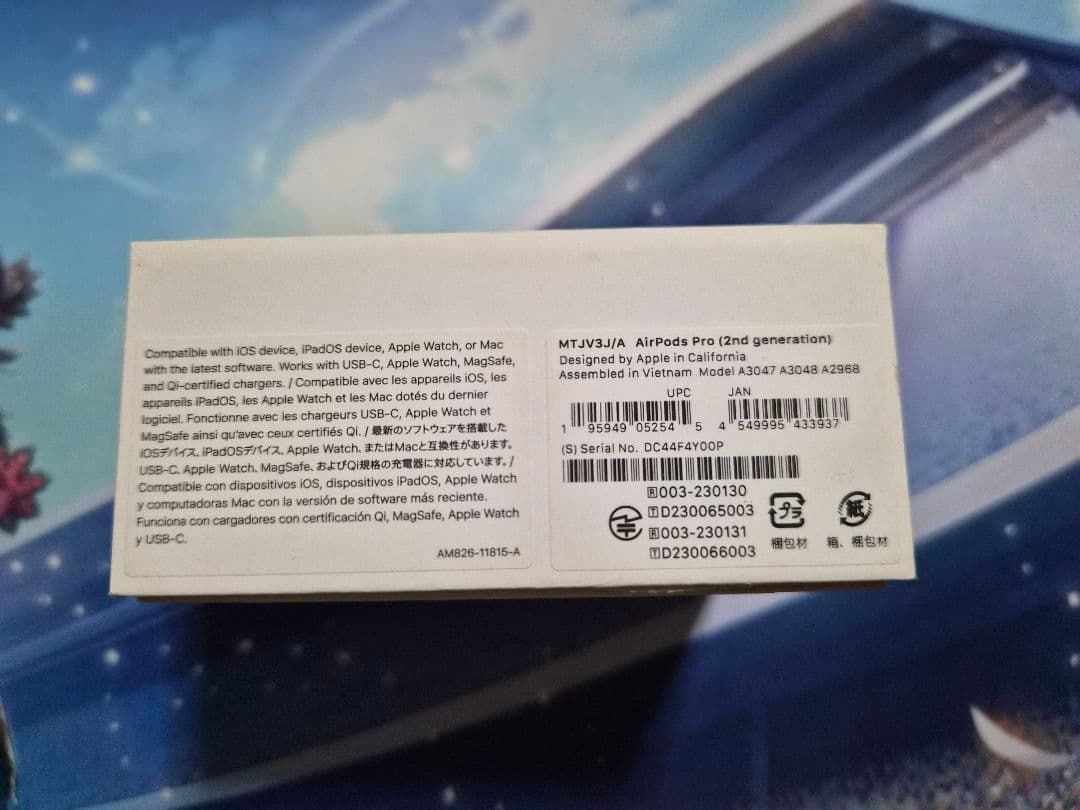 Compatible with iOS device, iPadOS device, Apple Watch, or Mac
with the latest software. Works with USB-C, Apple Watch, MagSafe,
and Qi-certified chargers. / Compatible avec les appareils iOS, les
appareils iPadOS, les Apple Watch et les Mac dotés du dernier
logiciel. Fonctionne avec les chargeurs USB-C, Apple Watch et
MagSafe ainsi qu'avec ceux certifiés Qi. / 最新のソフトウェアを搭載した
iOSデバイス、iPadOSデバイス、Apple Watch、またはMacと互換性があります。
USB-C、Apple Watch、MagSafe、およびQi規格の充電器に対応しています。/
Compatible con dispositivos iOS, dispositivos iPadOS, Apple Watch
y computadoras Mac con la versión de software más reciente.
Funciona con cargadores con certificación Qi, MagSafe, Apple Watch
y USB-C.
AM826-11815-A
MTJV3J/A AirPods Pro (2nd generation)
Designed by Apple in California
Assembled in Vietnam Model A3047 A3048 A2968
UPC JAN
1 95949 05254 5 4 549995 433937
(S) Serial No. DC44F4Y00P
R 003-230130
T D230065003
R 003-230131
T D230066003
プラ
梱包材
紙
箱、梱包材